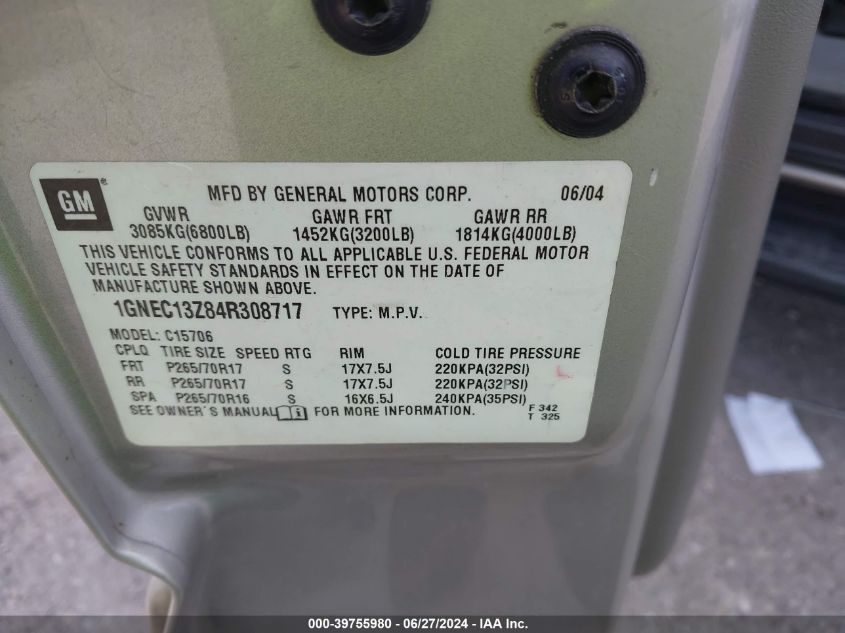 GM
MFD BY GENERAL MOTORS CORP. 06/04
GVWR GAWR FRT GAWR RR
3085KG(6800LB) 1452KG(3200LB) 1814KG(4000LB)
THIS VEHICLE CONFORMS TO ALL APPLICABLE U.S. FEDERAL MOTOR
VEHICLE SAFETY STANDARDS IN EFFECT ON THE DATE OF
MANUFACTURE SHOWN ABOVE.
1GNEC13Z84R308717 TYPE: M.P.V.
MODEL: C15706
CPLQ TIRE SIZE SPEED RTG RIM COLD TIRE PRESSURE
FRT P265/70R17 S 17X7.5J 220KPA(32PSI)
RR P265/70R17 S 17X7.5J 220KPA(32PSI)
SPA P265/70R16 S 16X6.5J 240KPA(35PSI)
SEE OWNER'S MANUAL i FOR MORE INFORMATION.
F 342
T 325
000-39755980 - 06/27/2024 - IAA Inc.